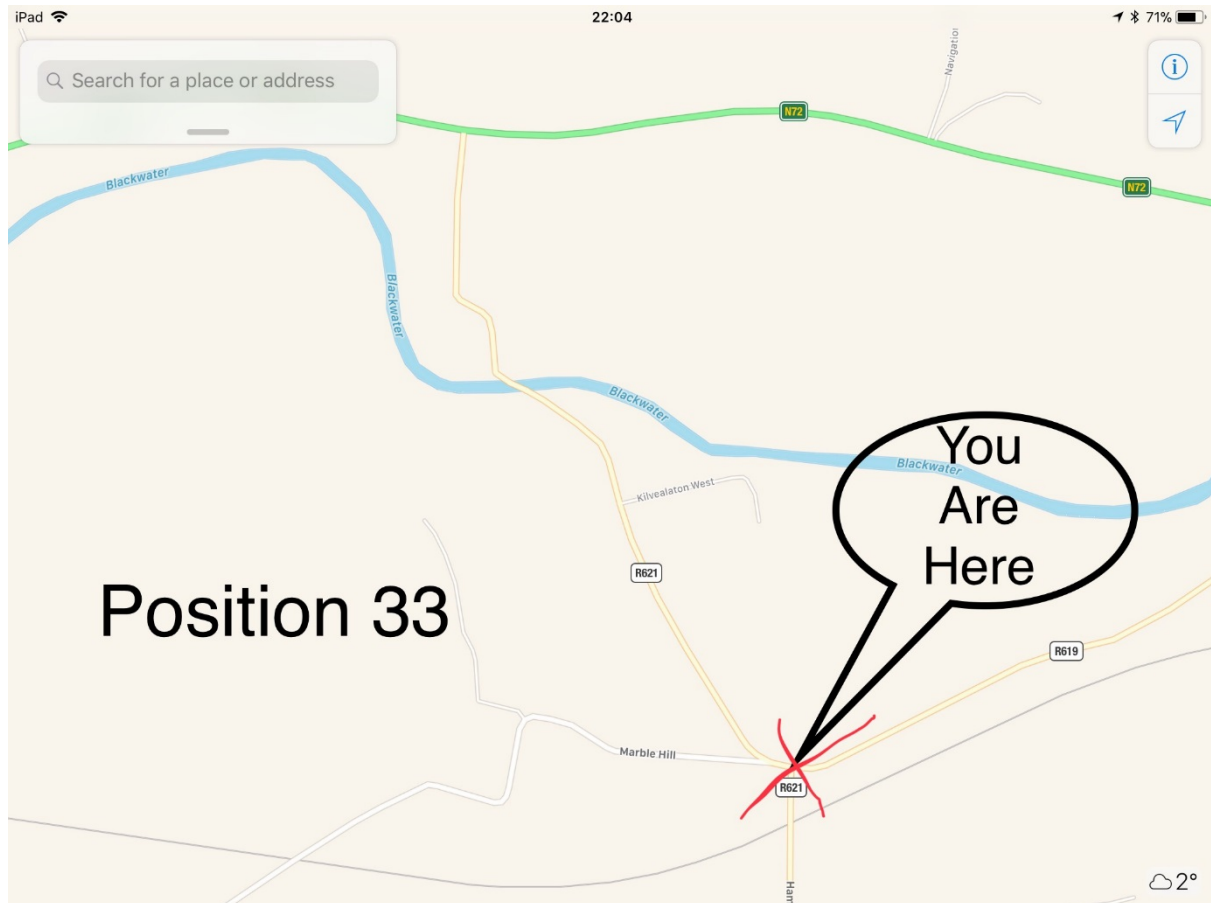 iPad
22:04
71%
Search for a place or address
Navigation
N72
N72
Blackwater
Blackwater
Blackwater
Blackwater
You
Are
Here
Kilvealaton West
R621
Position 33
R619
Marble Hill
R621
2°